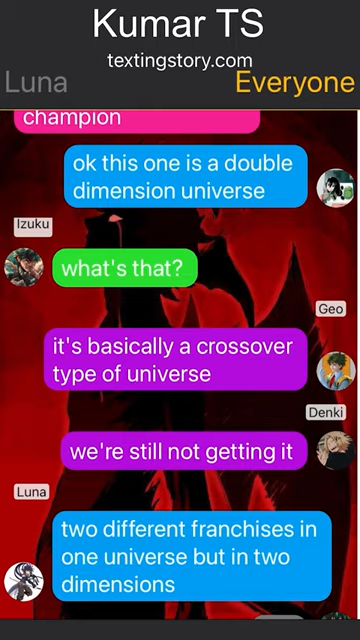 Kumar TS
textingstory.com
Luna
Everyone
champion
ok this one is a double
dimension universe
Izuku
what's that?
Geo
it's basically a crossover
type of universe
Denki
we're still not getting it
Luna
two different franchises in
one universe but in two
dimensions